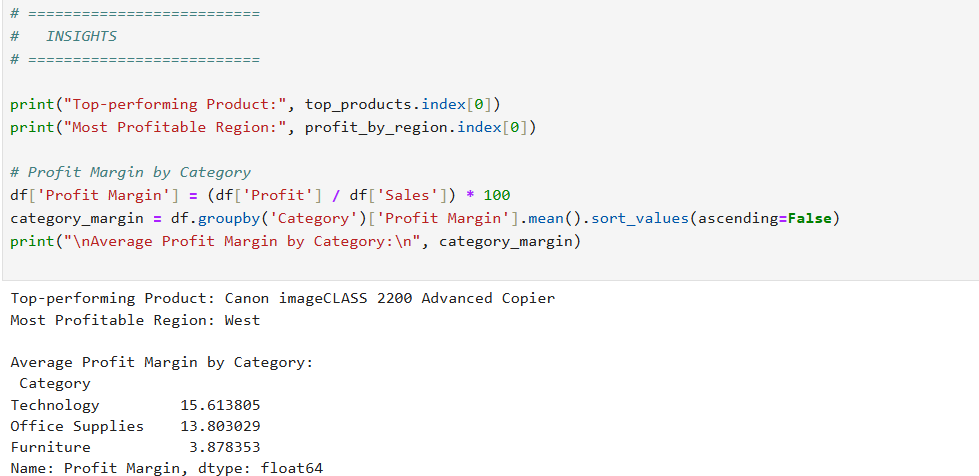 # ==========================
#   INSIGHTS
# ==========================
print("Top-performing Product:", top_products.index[0])
print("Most Profitable Region:", profit_by_region.index[0])
# Profit Margin by Category
df['Profit Margin'] = (df['Profit'] / df['Sales']) * 100
category_margin = df.groupby('Category')['Profit Margin'].mean().sort_values(ascending=False)
print("\nAverage Profit Margin by Category:\n", category_margin)
Top-performing Product: Canon imageCLASS 2200 Advanced Copier
Most Profitable Region: West
Average Profit Margin by Category:
 Category
Technology         15.613805
Office Supplies    13.803029
Furniture           3.878353
Name: Profit Margin, dtype: float64